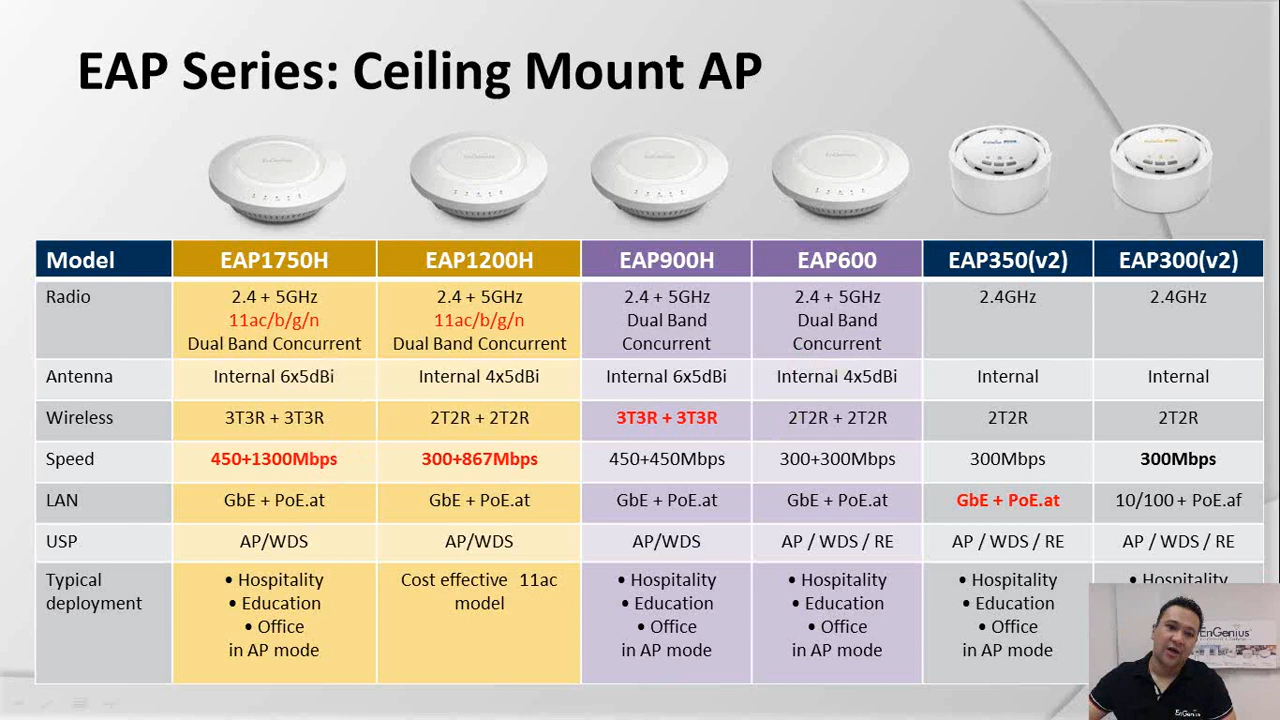 EAP Series: Ceiling Mount AP
Model EAP1750H EAP1200H EAP900H EAP600 EAP350(v2) EAP300(v2)
Radio 2.4 + 5GHz 2.4 + 5GHz 2.4 + 5GHz 2.4 + 5GHz 2.4GHz 2.4GHz
11ac/b/g/n 11ac/b/g/n Dual Band Dual Band
Dual Band Concurrent Dual Band Concurrent Concurrent Concurrent
Antenna Internal 6x5dBi Internal 4x5dBi Internal 6x5dBi Internal 4x5dBi Internal Internal
Wireless 3T3R + 3T3R 2T2R + 2T2R 3T3R + 3T3R 2T2R + 2T2R 2T2R 2T2R
Speed 450+1300Mbps 300+867Mbps 450+450Mbps 300+300Mbps 300Mbps 300Mbps
LAN GbE + PoE.at GbE + PoE.at GbE + PoE.at GbE + PoE.at GbE + PoE.at 10/100 + PoE.af
USP AP/WDS AP/WDS AP/WDS AP / WDS / RE AP / WDS / RE AP / WDS / RE
Typical • Hospitality Cost effective 11ac • Hospitality • Hospitality • Hospitality • Hospitality
deployment • Education model • Education • Education • Education
• Office • Office • Office • Office
in AP mode in AP mode in AP mode in AP mode
EnGenius
EnGenius